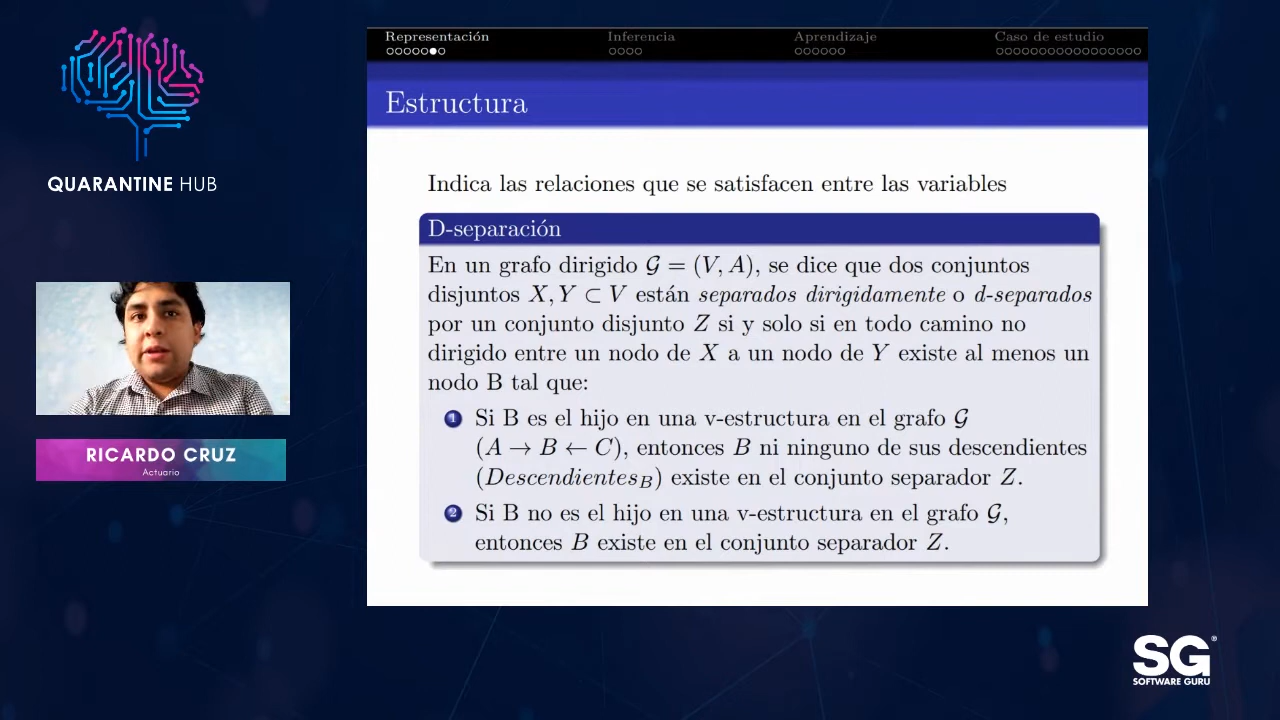 QUARANTINE HUB
RICARDO CRUZ
Actuario
Representación
Inferencia
Aprendizaje
Caso de estudio
Estructura
Indica las relaciones que se satisfacen entre las variables
D-separación
En un grafo dirigido 𝒢 = (V, A), se dice que dos conjuntos
disjuntos X, Y ⊂ V están separados dirigidamente o d-separados
por un conjunto disjunto Z si y solo si en todo camino no
dirigido entre un nodo de X a un nodo de Y existe al menos un
nodo B tal que:
1 Si B es el hijo en una v-estructura en el grafo 𝒢
(A → B ← C), entonces B ni ninguno de sus descendientes
(Descendientes_B) existe en el conjunto separador Z.
2 Si B no es el hijo en una v-estructura en el grafo 𝒢,
entonces B existe en el conjunto separador Z.
SG®
SOFTWARE GURU